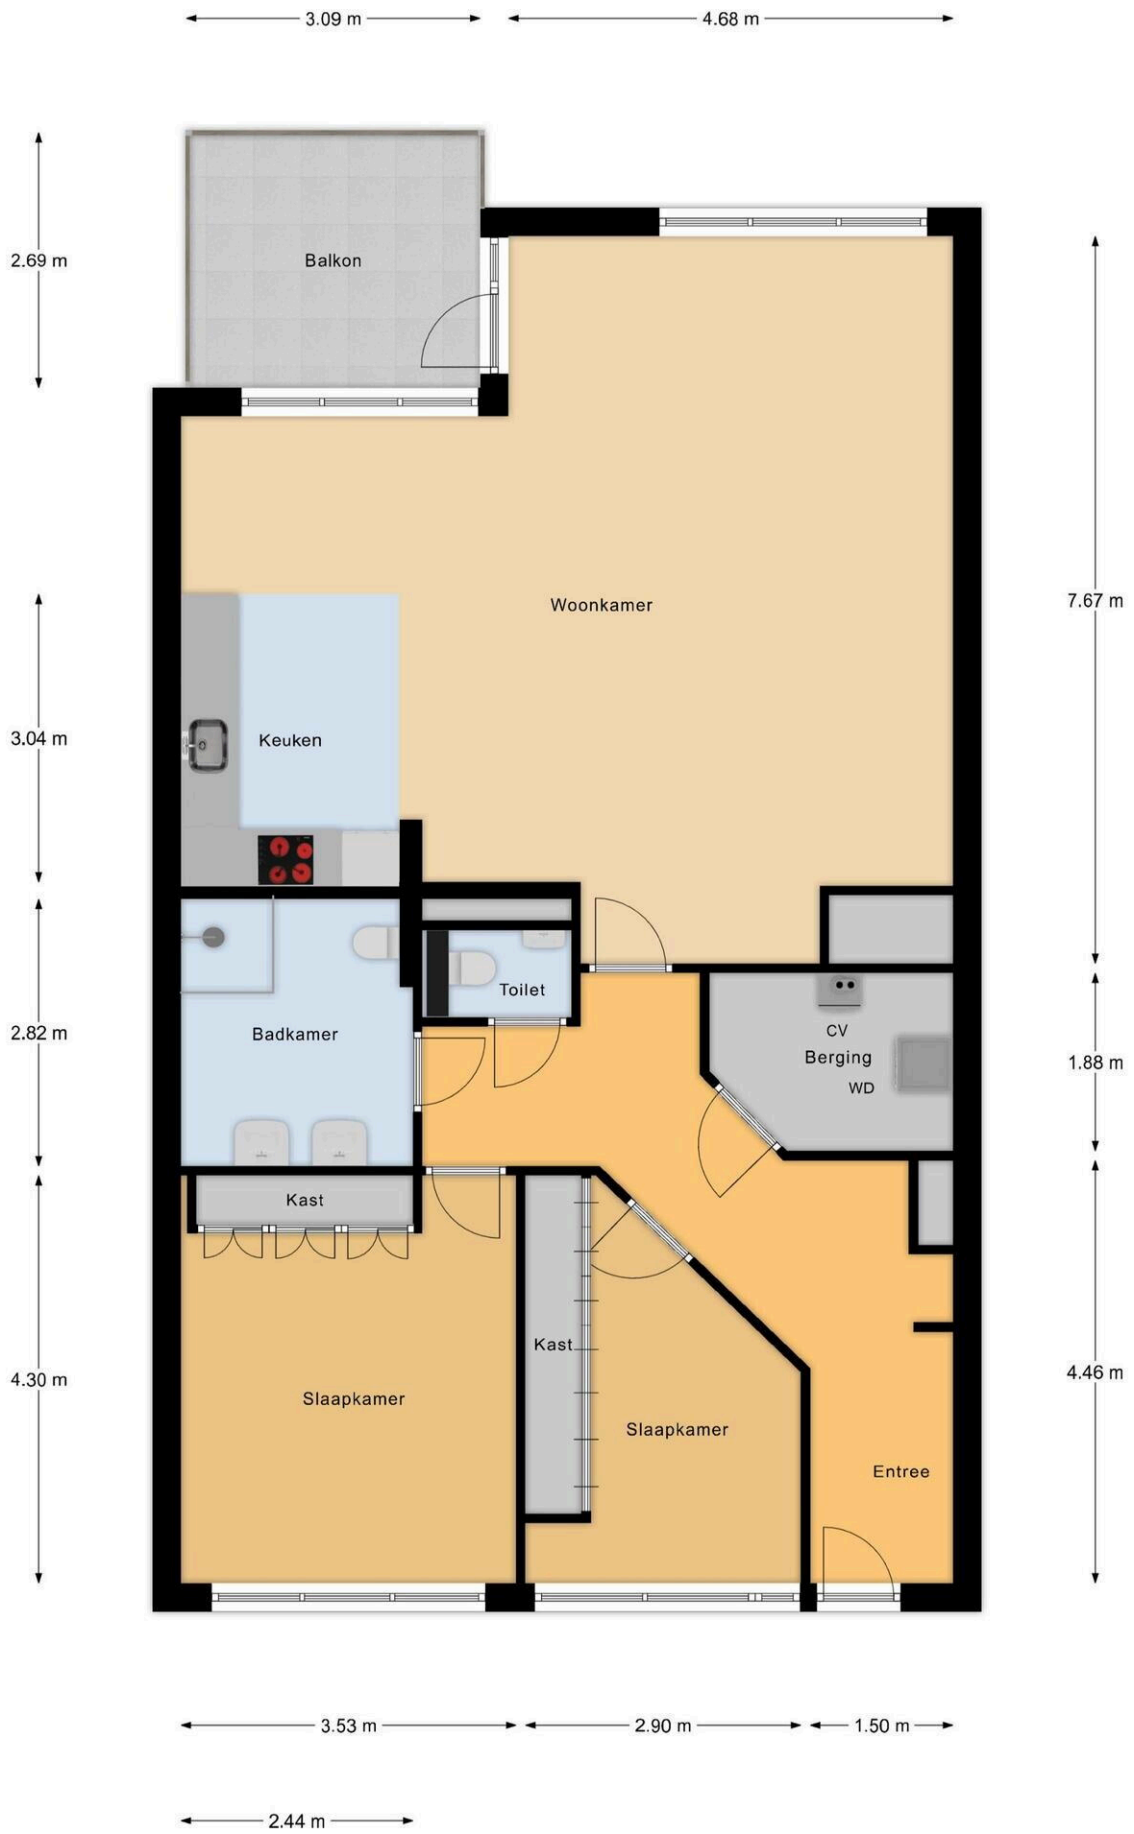 3.09 m
4.68 m
2.69 m
Balkon
Woonkamer
7.67 m
3.04 m
Keuken
Toilet
2.82 m
Badkamer
CV
Berging
WD
1.88 m
Kast
Kast
4.30 m
Slaapkamer
4.46 m
Slaapkamer
Entree
3.53 m
2.90 m
1.50 m
2.44 m